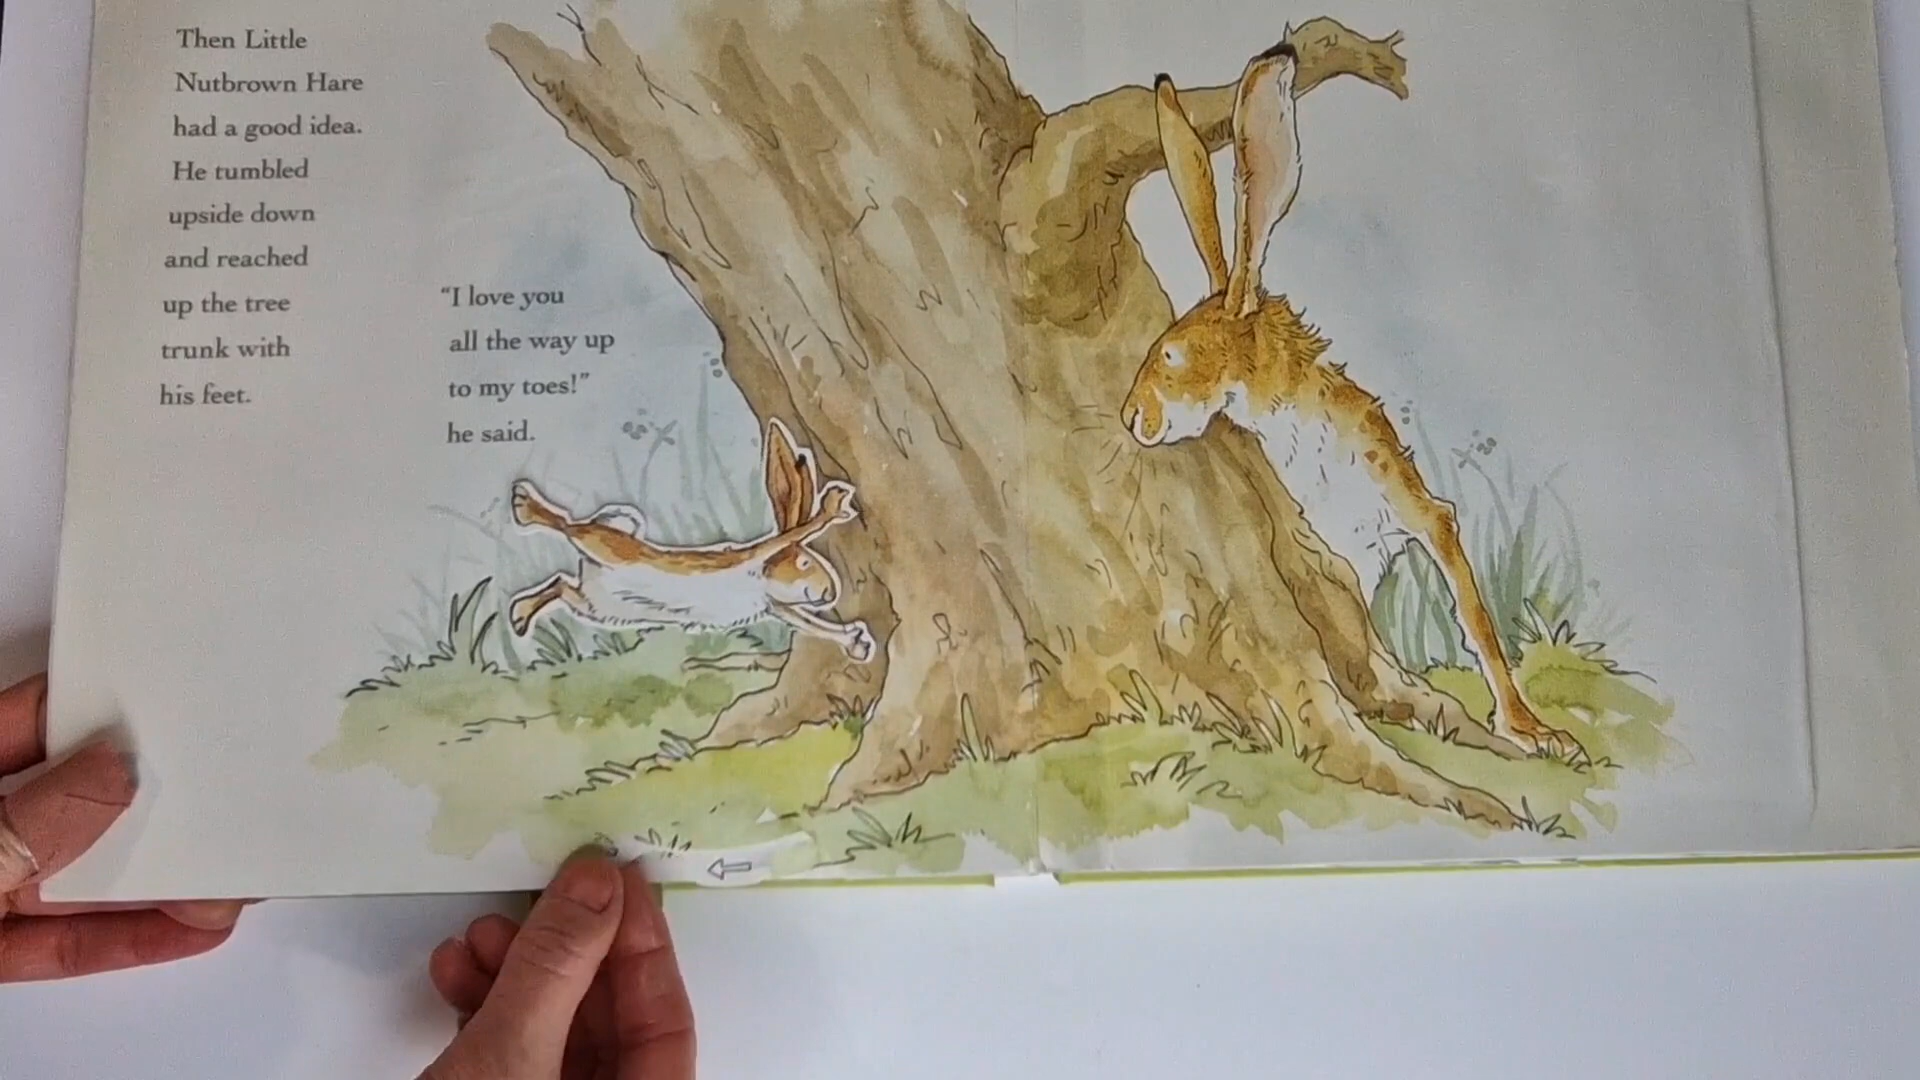 Then Little
Nutbrown Hare
had a good idea.
He tumbled
upside down
and reached
up the tree
trunk with
his feet.
“I love you
all the way up
to my toes!”
he said.